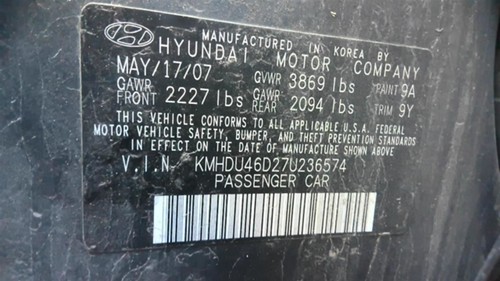 MANUFACTURED IN KOREA BY
HYUNDAI MOTOR COMPANY
MAY/17/07 GVWR 3869 lbs PAINT 9A
GAWR FRONT 2227 lbs GAWR REAR 2094 lbs TRIM 9Y
THIS VEHICLE CONFORMS TO ALL APPLICABLE U.S.A. FEDERAL
MOTOR VEHICLE SAFETY, BUMPER, AND THEFT PREVENTION STANDARDS
IN EFFECT ON THE DATE OF MANUFACTURE SHOWN ABOVE.
V.I.N. KMHDU46D27U236574
PASSENGER CAR